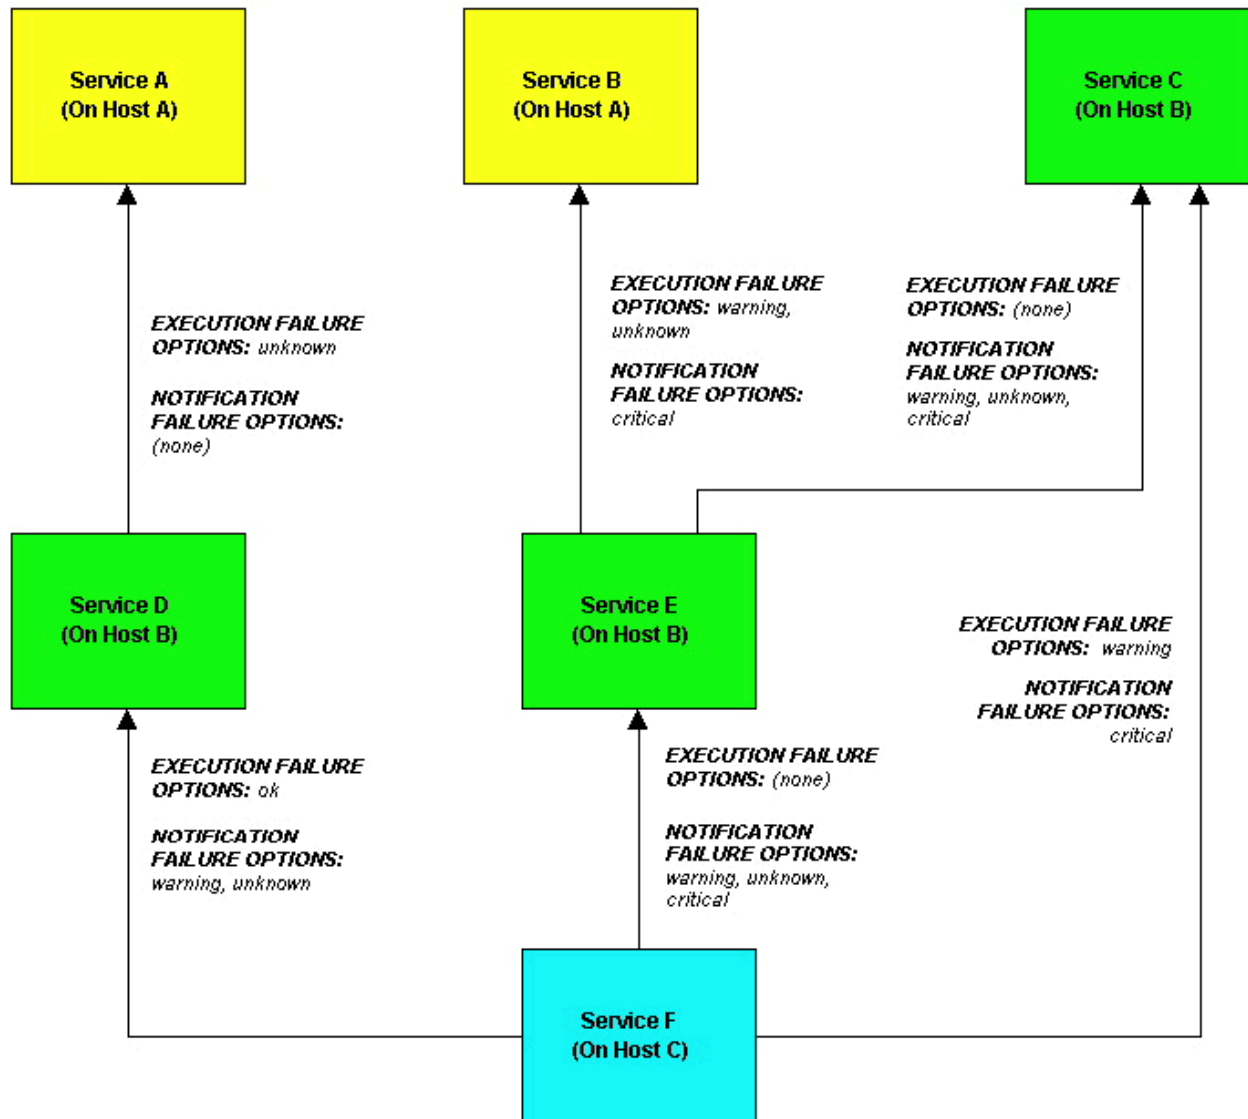 Service A
(On Host A)
Service B
(On Host A)
Service C
(On Host B)
EXECUTION FAILURE
OPTIONS: unknown
NOTIFICATION
FAILURE OPTIONS:
(none)
EXECUTION FAILURE
OPTIONS: warning,
unknown
NOTIFICATION
FAILURE OPTIONS:
critical
EXECUTION FAILURE
OPTIONS: (none)
NOTIFICATION
FAILURE OPTIONS:
warning, unknown,
critical
Service D
(On Host B)
Service E
(On Host B)
EXECUTION FAILURE
OPTIONS: warning
NOTIFICATION
FAILURE OPTIONS:
critical
EXECUTION FAILURE
OPTIONS: ok
NOTIFICATION
FAILURE OPTIONS:
warning, unknown
EXECUTION FAILURE
OPTIONS: (none)
NOTIFICATION
FAILURE OPTIONS:
warning, unknown,
critical
Service F
(On Host C)